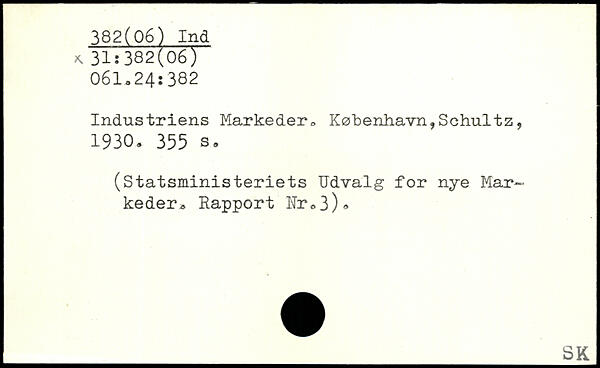 382(06) Ind
x 31:382(06)
061.24:382
Industriens Markeder. København,Schultz,
1930. 355 s.
(Statsministeriets Udvalg for nye Mar-
keder. Rapport Nr.3).
SK